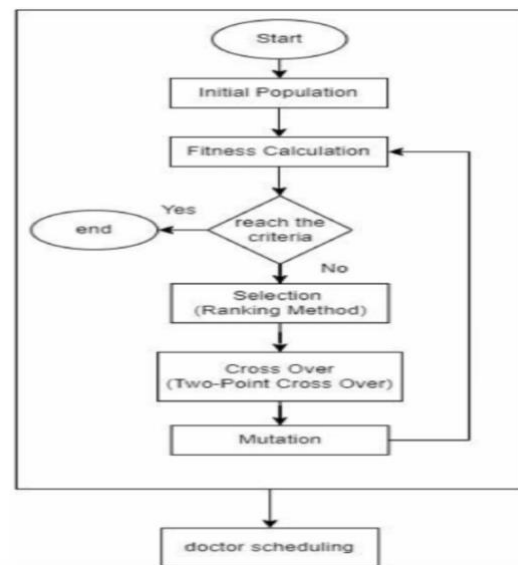 Start
Initial Population
Fitness Calculation
Yes
end
reach the
criteria
No
Selection
(Ranking Method)
Cross Over
(Two-Point Cross Over)
Mutation
doctor scheduling